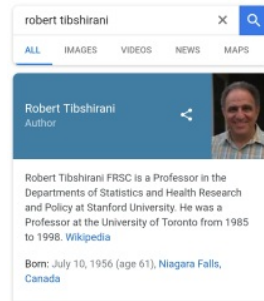 robert tibshirani
ALL IMAGES VIDEOS NEWS MAPS
Robert Tibshirani
Author
Robert Tibshirani FRSC is a Professor in the
Departments of Statistics and Health Research
and Policy at Stanford University. He was a
Professor at the University of Toronto from 1985
to 1998. Wikipedia
Born: July 10, 1956 (age 61), Niagara Falls,
Canada